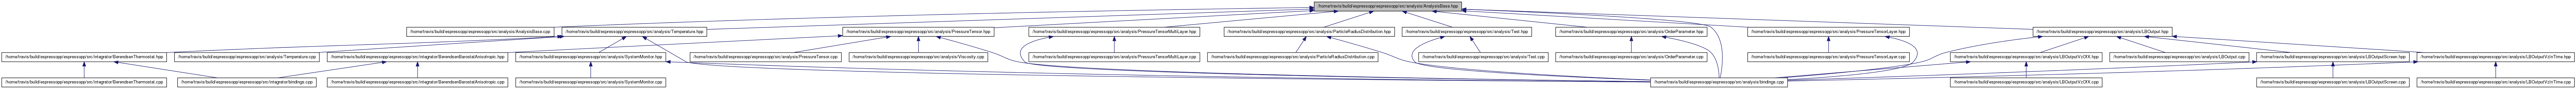 /home/travis/build/espressopp/espressopp/src/analysis/AnalysisBase.hpp
/home/travis/build/espressopp/espressopp/src/analysis/AnalysisBase.cpp
/home/travis/build/espressopp/espressopp/src/analysis/Temperature.hpp
/home/travis/build/espressopp/espressopp/src/analysis/PressureTensor.hpp
/home/travis/build/espressopp/espressopp/src/analysis/PressureTensorMultiLayer.hpp
/home/travis/build/espressopp/espressopp/src/analysis/ParticleRadiusDistribution.hpp
/home/travis/build/espressopp/espressopp/src/analysis/Test.hpp
/home/travis/build/espressopp/espressopp/src/analysis/OrderParameter.hpp
/home/travis/build/espressopp/espressopp/src/analysis/PressureTensorLayer.hpp
/home/travis/build/espressopp/espressopp/src/analysis/LBOutput.hpp
/home/travis/build/espressopp/espressopp/src/integrator/BerendsenThermostat.hpp
/home/travis/build/espressopp/espressopp/src/analysis/Temperature.cpp
/home/travis/build/espressopp/espressopp/src/integrator/BerendsenBarostatAnisotropic.hpp
/home/travis/build/espressopp/espressopp/src/analysis/SystemMonitor.hpp
/home/travis/build/espressopp/espressopp/src/analysis/PressureTensor.cpp
/home/travis/build/espressopp/espressopp/src/analysis/Viscosity.cpp
/home/travis/build/espressopp/espressopp/src/analysis/PressureTensorMultiLayer.cpp
/home/travis/build/espressopp/espressopp/src/analysis/ParticleRadiusDistribution.cpp
/home/travis/build/espressopp/espressopp/src/analysis/Test.cpp
/home/travis/build/espressopp/espressopp/src/analysis/OrderParameter.cpp
/home/travis/build/espressopp/espressopp/src/analysis/PressureTensorLayer.cpp
/home/travis/build/espressopp/espressopp/src/analysis/LBOutputVzOfX.hpp
/home/travis/build/espressopp/espressopp/src/analysis/LBOutput.cpp
/home/travis/build/espressopp/espressopp/src/analysis/LBOutputScreen.hpp
/home/travis/build/espressopp/espressopp/src/analysis/LBOutputVzInTime.hpp
/home/travis/build/espressopp/espressopp/src/integrator/BerendsenThermostat.cpp
/home/travis/build/espressopp/espressopp/src/integrator/bindings.cpp
/home/travis/build/espressopp/espressopp/src/integrator/BerendsenBarostatAnisotropic.cpp
/home/travis/build/espressopp/espressopp/src/analysis/SystemMonitor.cpp
/home/travis/build/espressopp/espressopp/src/analysis/bindings.cpp
/home/travis/build/espressopp/espressopp/src/analysis/LBOutputVzOfX.cpp
/home/travis/build/espressopp/espressopp/src/analysis/LBOutputScreen.cpp
/home/travis/build/espressopp/espressopp/src/analysis/LBOutputVzInTime.cpp